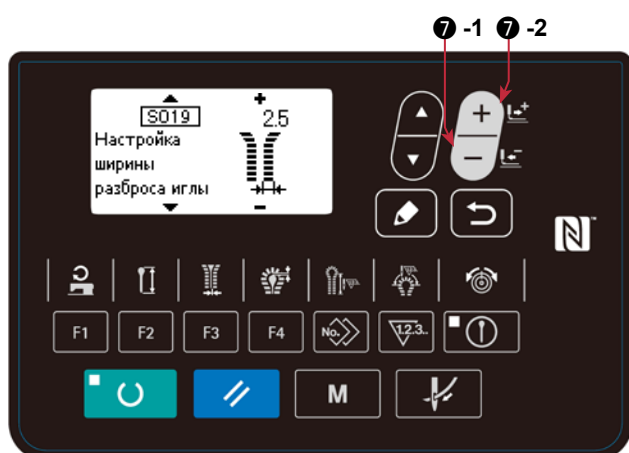 ❼ -1 ❼ -2
S019 2.5
Настройка
ширины
разброса иглы
F1 F2 F3 F4 No. 1.2.3..
M